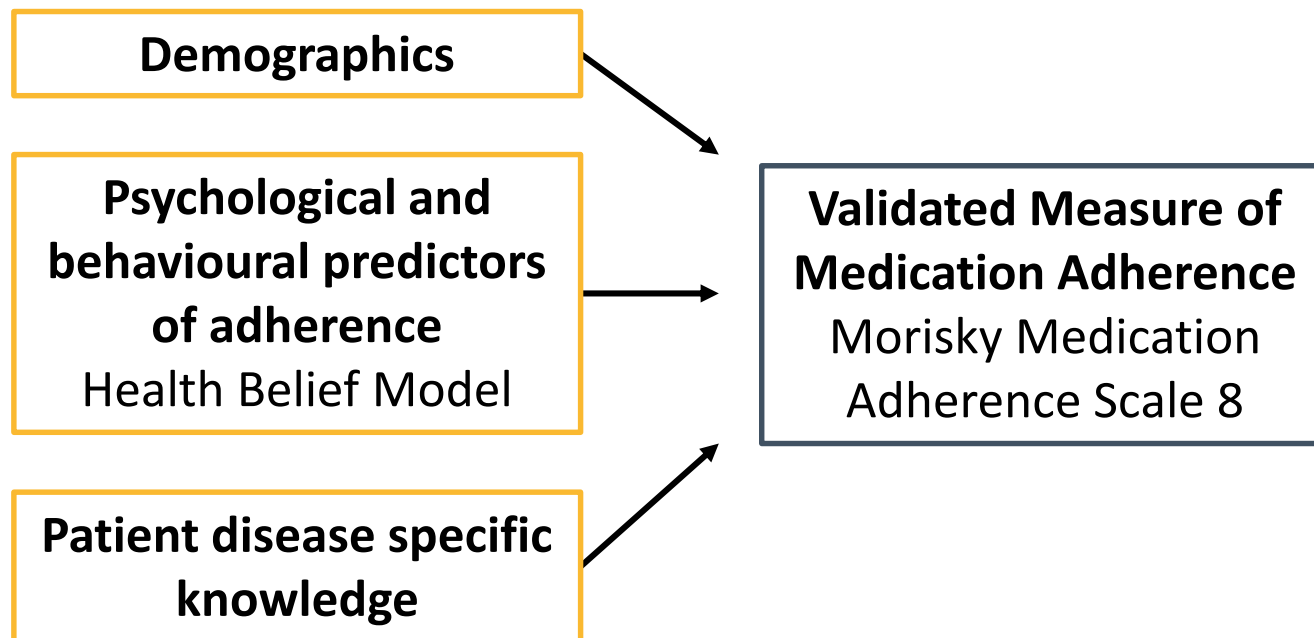 Demographics
Psychological and
behavioural predictors
of adherence
Health Belief Model
Patient disease specific
knowledge
Validated Measure of
Medication Adherence
Morisky Medication
Adherence Scale 8